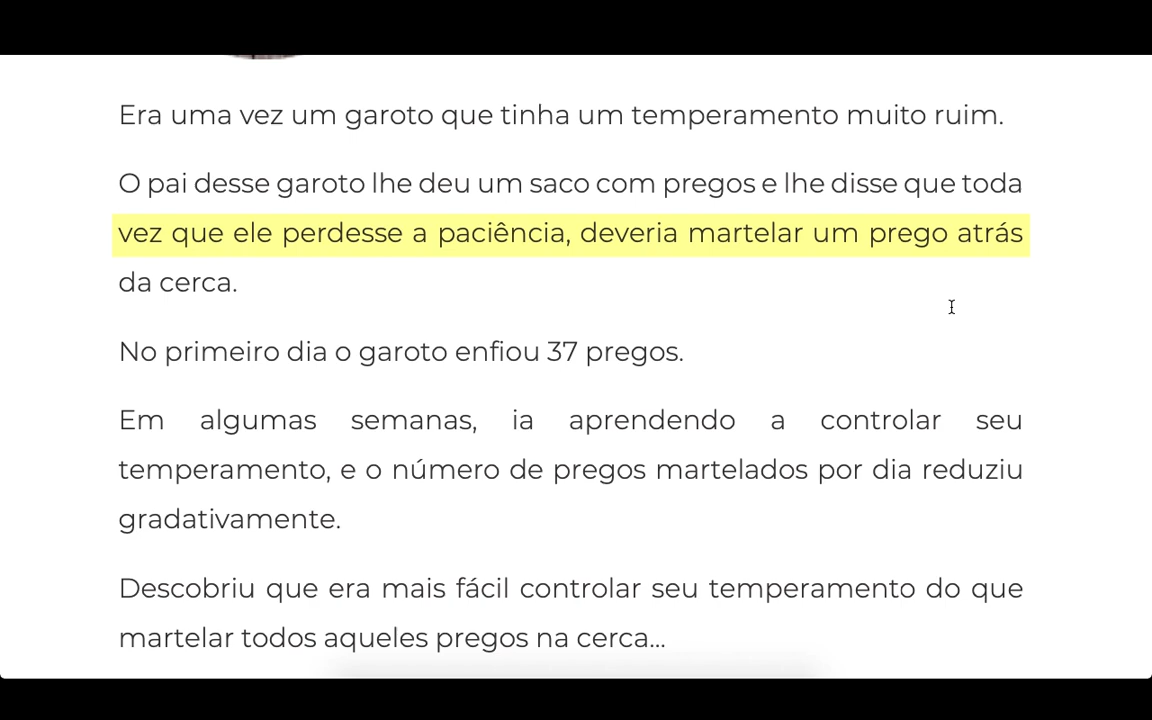 Era uma vez um garoto que tinha um temperamento muito ruim.
O pai desse garoto lhe deu um saco com pregos e lhe disse que toda
vez que ele perdesse a paciência, deveria martelar um prego atrás
da cerca.
No primeiro dia o garoto enfiou 37 pregos.
Em algumas semanas, ia aprendendo a controlar seu
temperamento, e o número de pregos martelados por dia reduziu
gradativamente.
Descobriu que era mais fácil controlar seu temperamento do que
martelar todos aqueles pregos na cerca...